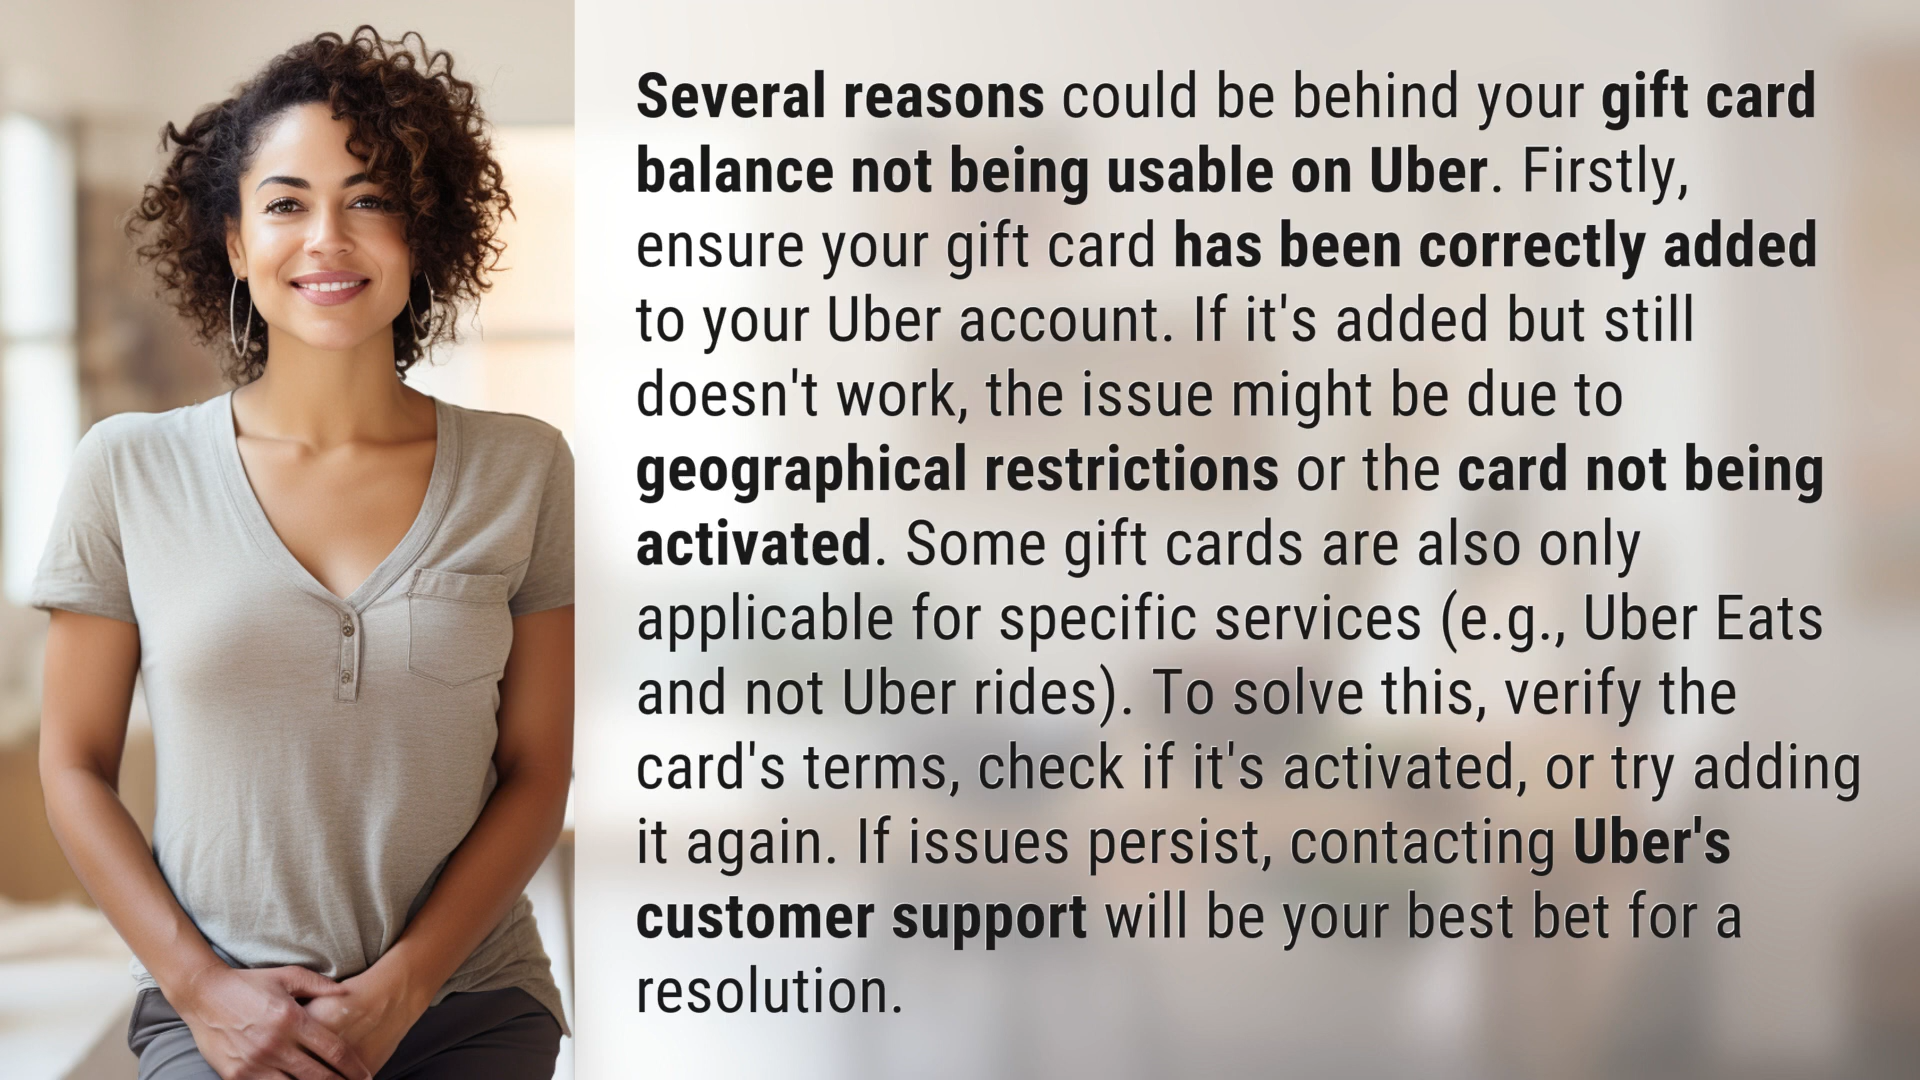 Several reasons could be behind your gift card
balance not being usable on Uber. Firstly,
ensure your gift card has been correctly added
to your Uber account. If it's added but still
doesn't work, the issue might be due to
geographical restrictions or the card not being
activated. Some gift cards are also only
applicable for specific services (e.g., Uber Eats
and not Uber rides). To solve this, verify the
card's terms, check if it's activated, or try adding
it again. If issues persist, contacting Uber's
customer support will be your best bet for a
resolution.